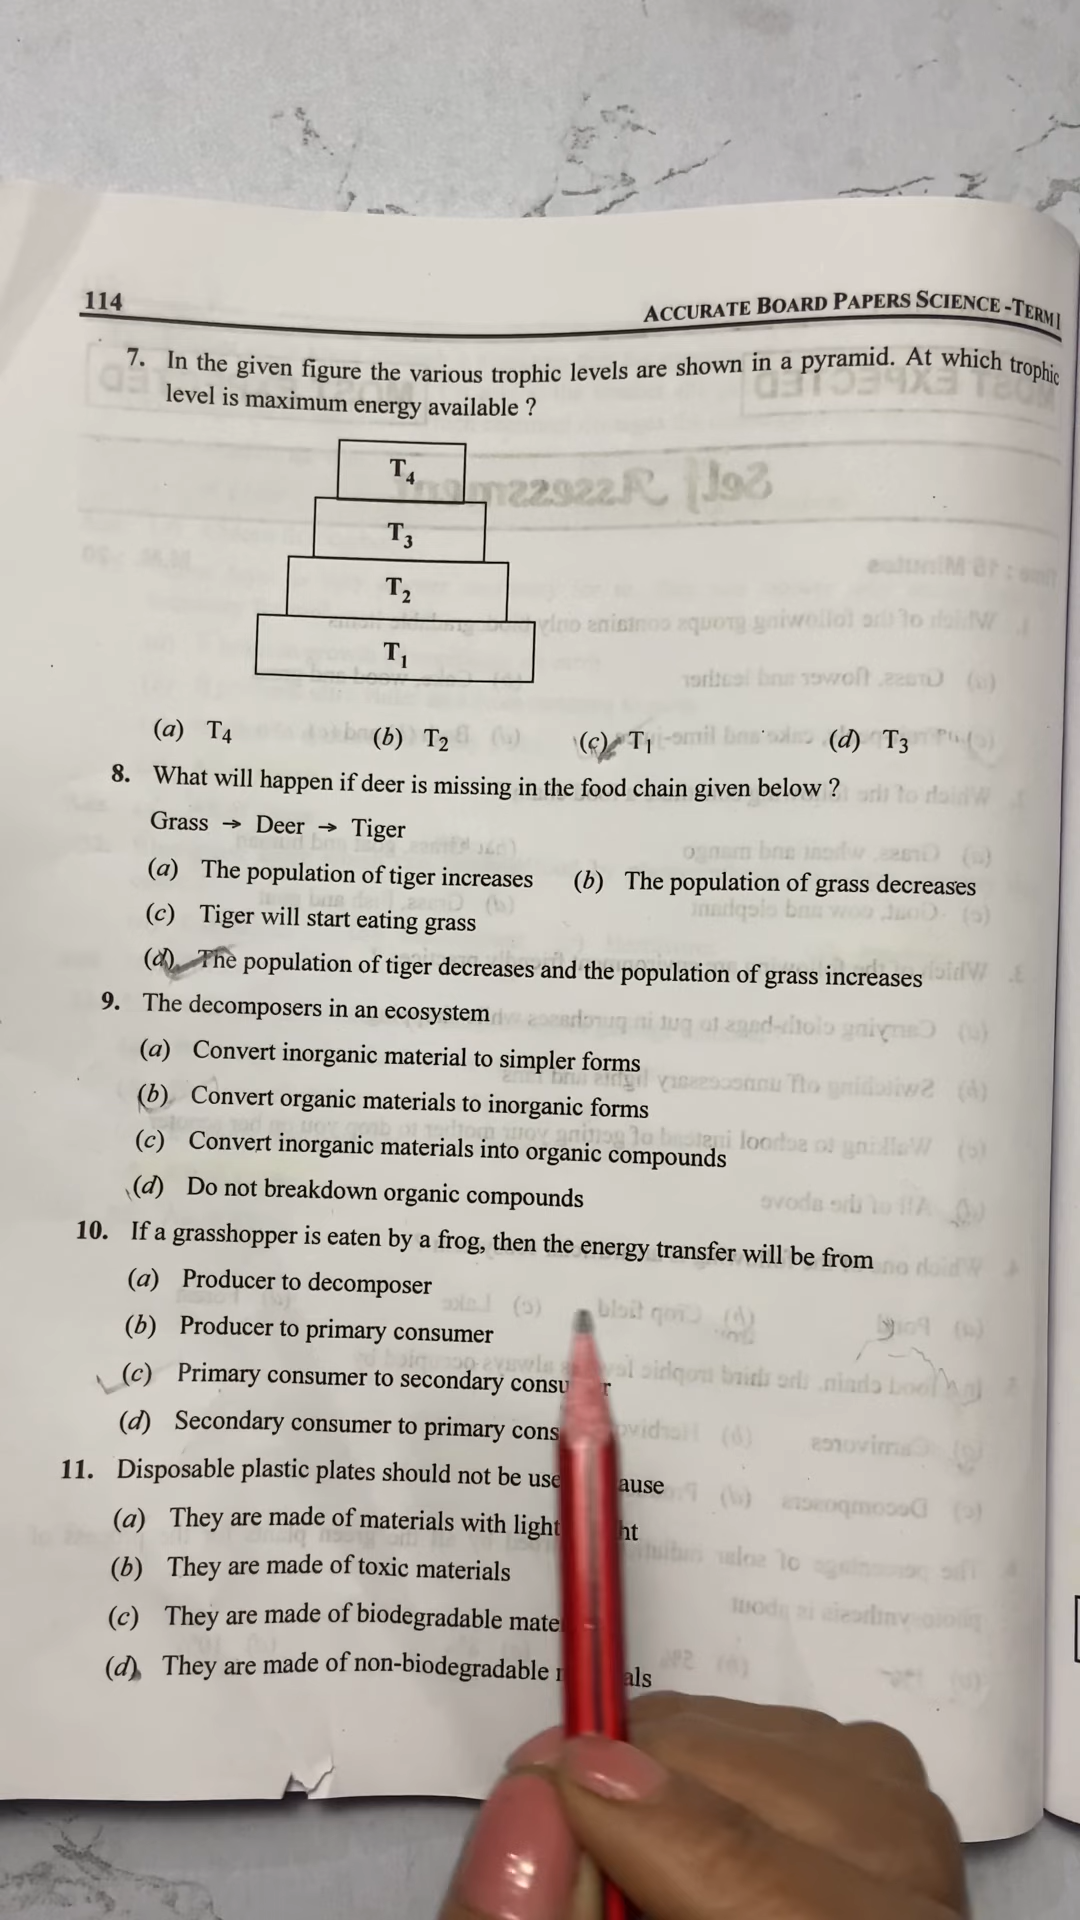 114
ACCURATE BOARD PAPERS SCIENCE -TERM I
7. In the given figure the various trophic levels are shown in a pyramid. At which trophic
level is maximum energy available ?
T4
T3
T2
T1
(a) T4 (b) T2 (c) T1 (d) T3
8. What will happen if deer is missing in the food chain given below ?
Grass → Deer → Tiger
(a) The population of tiger increases (b) The population of grass decreases
(c) Tiger will start eating grass
(d) The population of tiger decreases and the population of grass increases
9. The decomposers in an ecosystem
(a) Convert inorganic material to simpler forms
(b) Convert organic materials to inorganic forms
(c) Convert inorganic materials into organic compounds
(d) Do not breakdown organic compounds
10. If a grasshopper is eaten by a frog, then the energy transfer will be from
(a) Producer to decomposer
(b) Producer to primary consumer
(c) Primary consumer to secondary
(d) Secondary consumer to primary
11. Disposable plastic plates should not be
(a) They are made of materials with light
(b) They are made of toxic materials
(c) They are made of biodegradable
(d) They are made of non-biodegradable